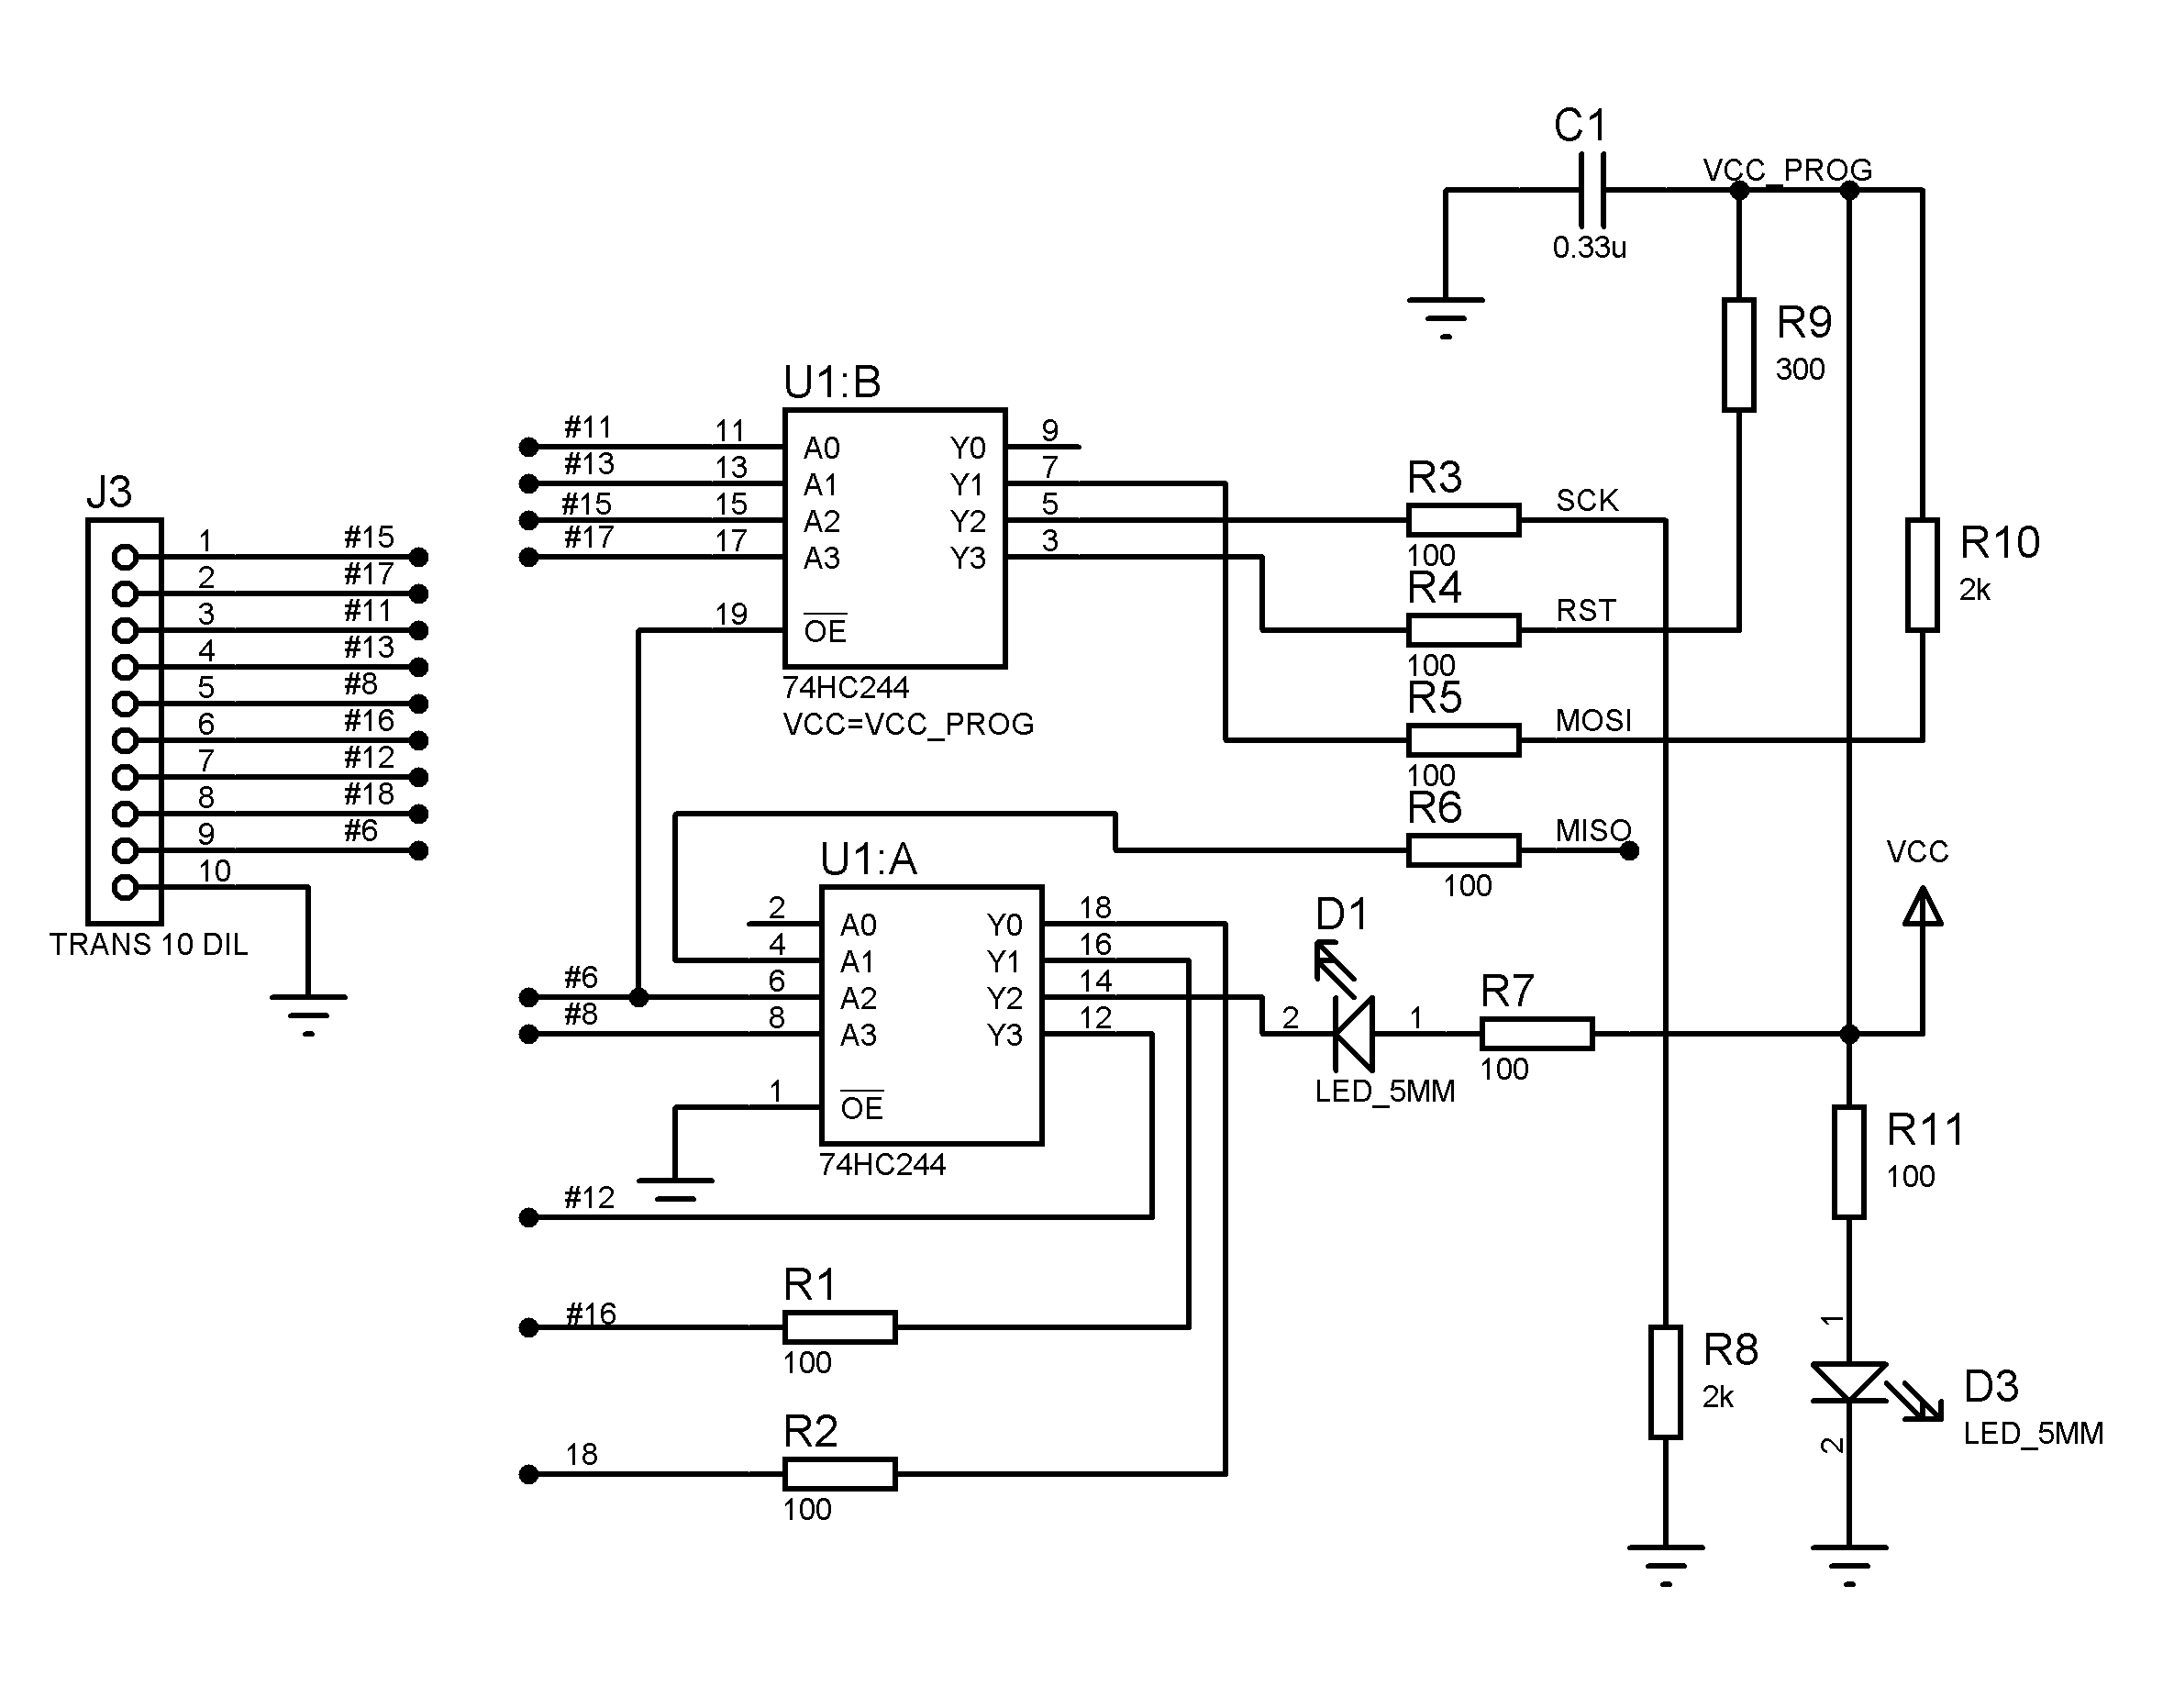 C1
VCC_PROG
0.33u
R9
300
U1:B
#11 11 A0 Y0 9
#13 13 A1 Y1 7
#15 15 A2 Y2 5
#17 17 A3 Y3 3
19 OE
74HC244
VCC=VCC_PROG
J3
1 #15
2 #17
3 #11
4 #13
5 #8
6 #16
7 #12
8 #18
9 #6
10
TRANS 10 DIL
R3
SCK
100
R4
RST
100
R5
MOSI
100
R6
MISO
100
R10
2k
U1:A
2 A0 Y0 18
4 A1 Y1 16
#6 6 A2 Y2 14
#8 8 A3 Y3 12
1 OE
74HC244
D1
2 1
LED_5MM
R7
100
VCC
R11
100
#12
R1
#16
100
R2
18
100
R8
2k
1
D3
LED_5MM
2